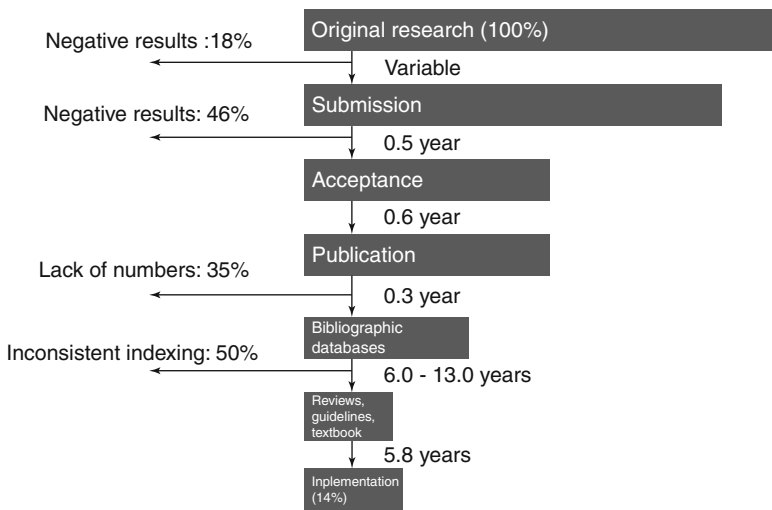 Original research (100%)
Negative results :18%
Variable
Submission
Negative results: 46%
0.5 year
Acceptance
0.6 year
Publication
Lack of numbers: 35%
0.3 year
Bibliographic
databases
Inconsistent indexing: 50%
6.0 - 13.0 years
Reviews,
guidelines,
textbook
5.8 years
Inplementation
(14%)